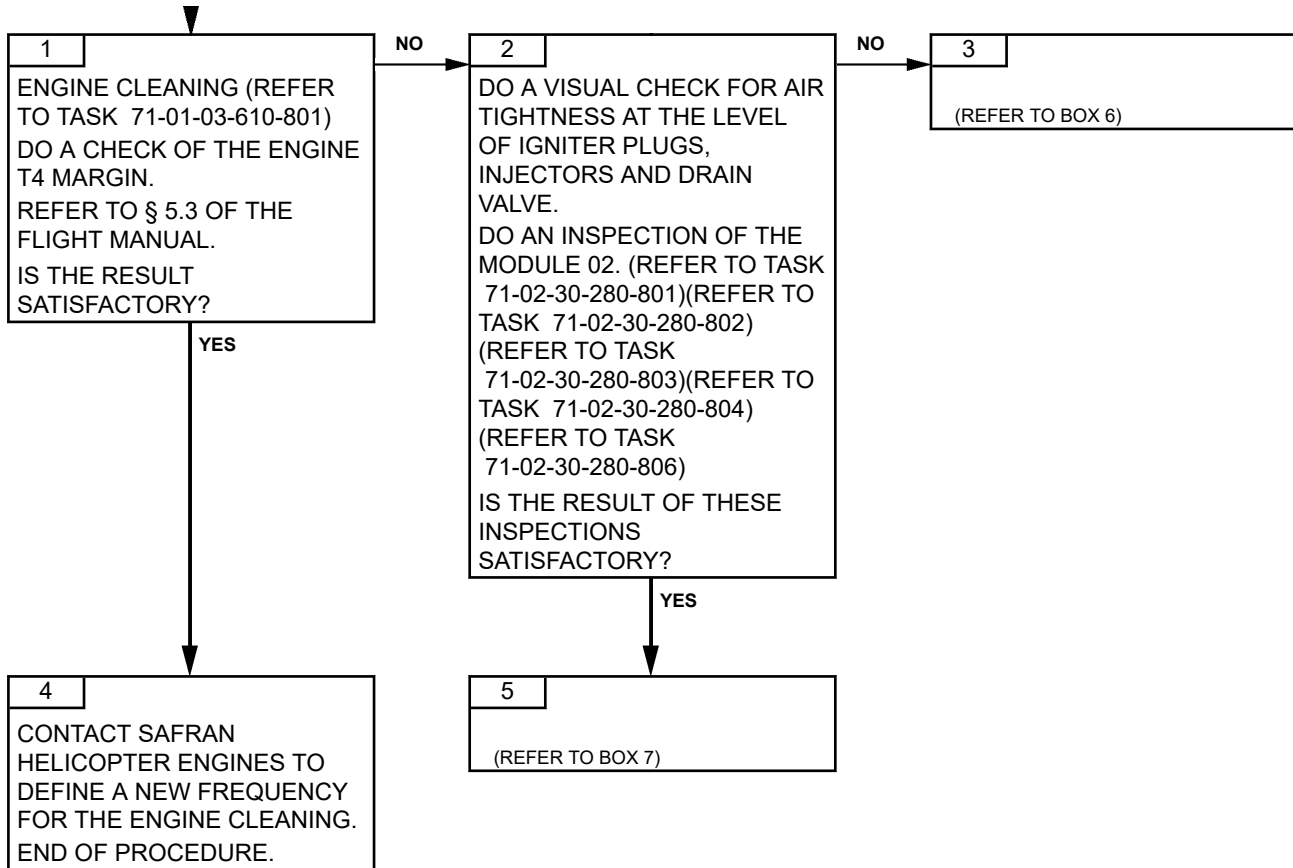 1
ENGINE CLEANING (REFER
TO TASK 71-01-03-610-801)
DO A CHECK OF THE ENGINE
T4 MARGIN.
REFER TO § 5.3 OF THE
FLIGHT MANUAL.
IS THE RESULT
SATISFACTORY?
NO
YES
2
DO A VISUAL CHECK FOR AIR
TIGHTNESS AT THE LEVEL
OF IGNITER PLUGS,
INJECTORS AND DRAIN
VALVE.
DO AN INSPECTION OF THE
MODULE 02. (REFER TO TASK
71-02-30-280-801)(REFER TO
TASK 71-02-30-280-802)
(REFER TO TASK
71-02-30-280-803)(REFER TO
TASK 71-02-30-280-804)
(REFER TO TASK
71-02-30-280-806)
IS THE RESULT OF THESE
INSPECTIONS
SATISFACTORY?
NO
YES
3
(REFER TO BOX 6)
4
CONTACT SAFRAN
HELICOPTER ENGINES TO
DEFINE A NEW FREQUENCY
FOR THE ENGINE CLEANING.
END OF PROCEDURE.
5
(REFER TO BOX 7)